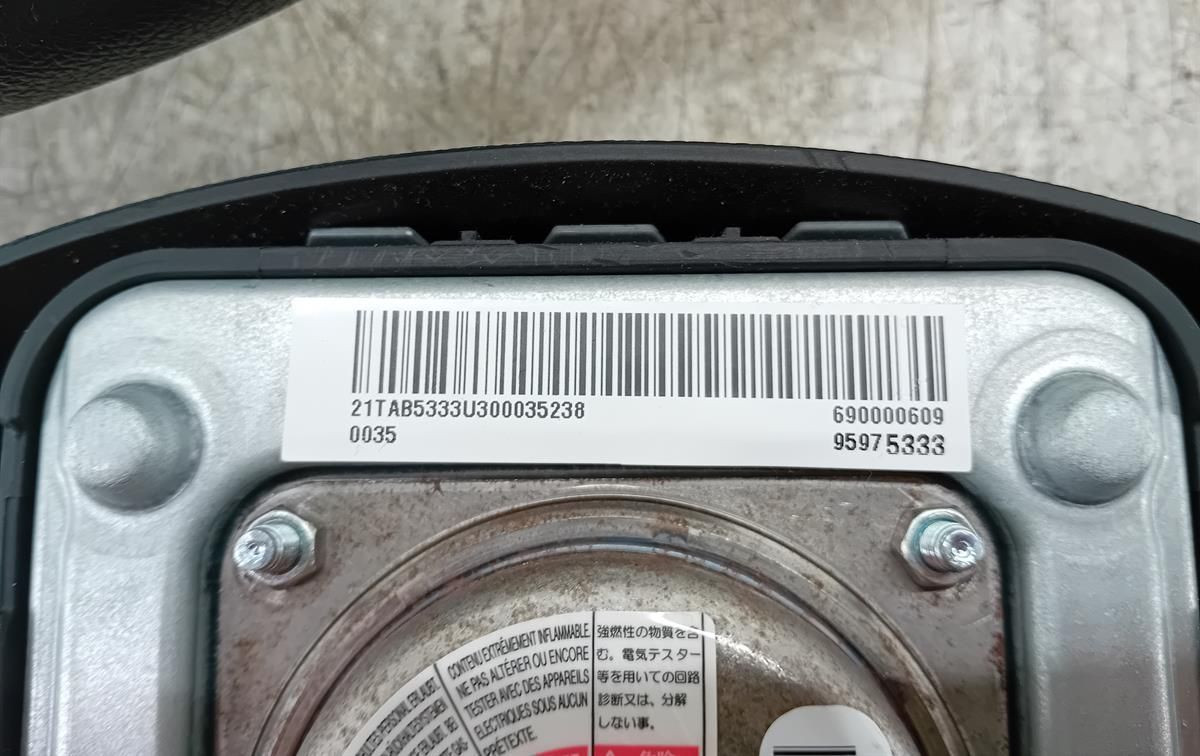 21TAB5333U300035238
690000609
0035
95975333
CONTENU EXTRÊMEMENT INFLAMMABLE.
NE PAS ALTÉRER OU ENCORE
TESTER AVEC DES APPAREILS
ÉLECTRIQUES SOUS AUCUN
PRÉTEXTE.
強燃性の物質を含
む。電気テスター
等を用いての回路
診断又は、分解
しない事。